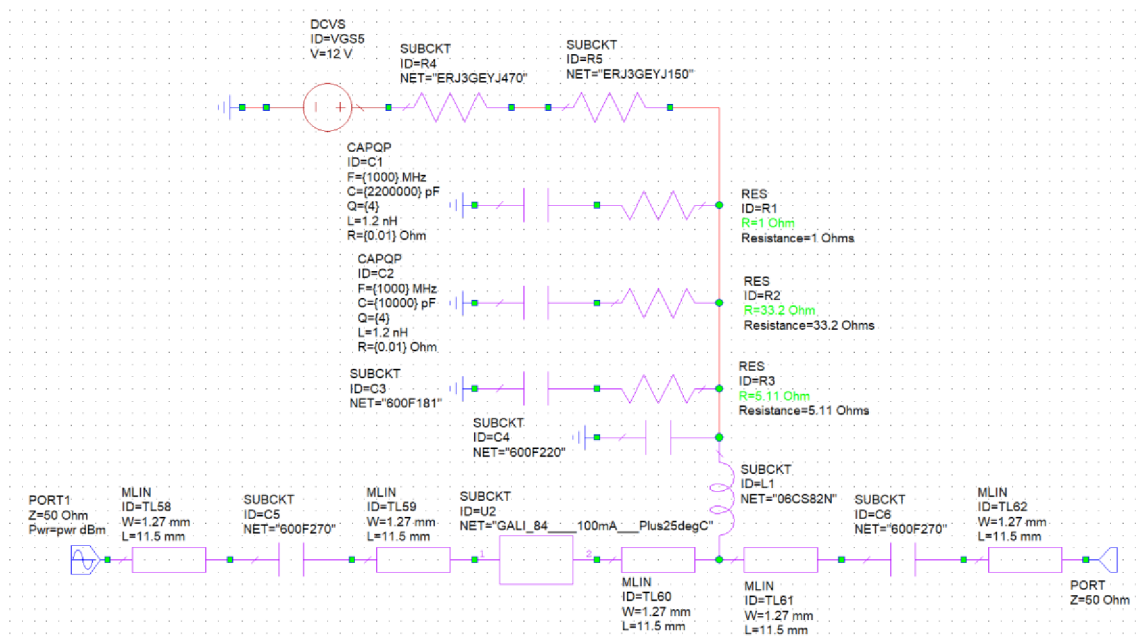 DCVS
ID=VGS5
V=12 V
SUBCKT
ID=R4
NET="ERJ3GEYJ470"
SUBCKT
ID=R5
NET="ERJ3GEYJ150"
CAPQP
ID=C1
F={1000} MHz
C={2200000} pF
Q={4}
L=1.2 nH
R={0.01} Ohm
RES
ID=R1
R=1 Ohm
Resistance=1 Ohms
CAPQP
ID=C2
F={1000} MHz
C={10000} pF
Q={4}
L=1.2 nH
R={0.01} Ohm
RES
ID=R2
R=33.2 Ohm
Resistance=33.2 Ohms
SUBCKT
ID=C3
NET="600F181"
RES
ID=R3
R=5.11 Ohm
Resistance=5.11 Ohms
SUBCKT
ID=C4
NET="600F220"
SUBCKT
ID=L1
NET="06CS82N"
PORT1
Z=50 Ohm
Pwr=pwr dBm
MLIN
ID=TL58
W=1.27 mm
L=11.5 mm
SUBCKT
ID=C5
NET="600F270"
MLIN
ID=TL59
W=1.27 mm
L=11.5 mm
SUBCKT
ID=U2
NET="GALI_84____100mA___Plus25degC"
1
2
MLIN
ID=TL60
W=1.27 mm
L=11.5 mm
MLIN
ID=TL61
W=1.27 mm
L=11.5 mm
SUBCKT
ID=C6
NET="600F270"
MLIN
ID=TL62
W=1.27 mm
L=11.5 mm
PORT
Z=50 Ohm